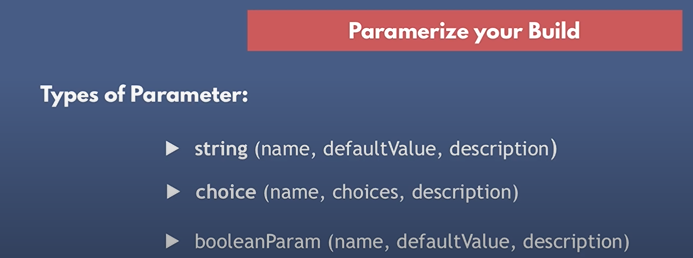 Paramerize your Build
Types of Parameter:
string (name, defaultValue, description)
choice (name, choices, description)
booleanParam (name, defaultValue, description)